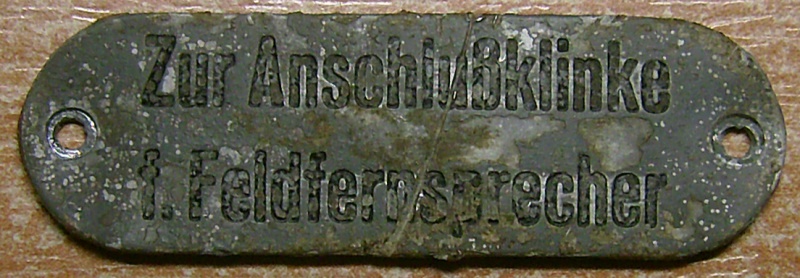 Zur Anschlußklinke
f. Feldfernsprecher